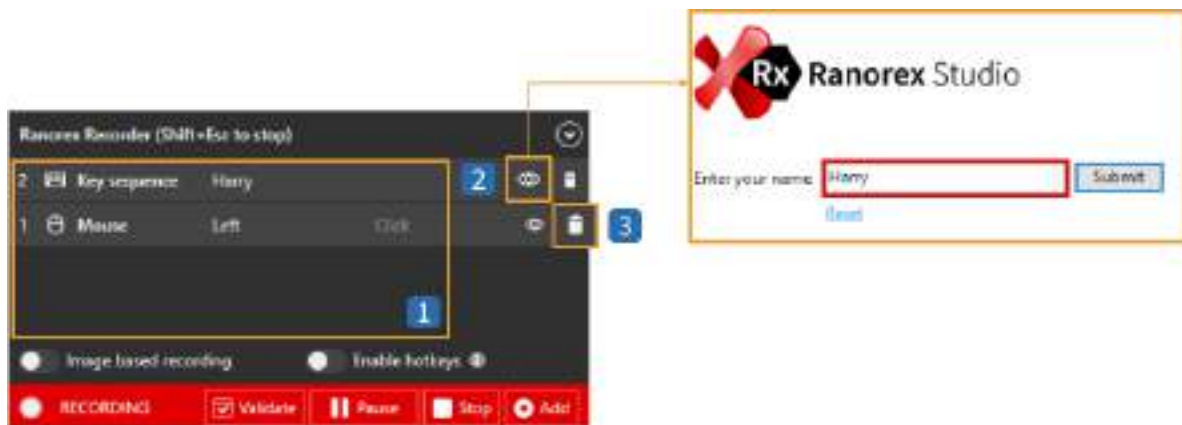 Rx Ranorex Studio
Ranorex Recorder (Shift+Esc to stop)
2 Key sequence Harry 2
1 Mouse Left Click 3
1
Enter your name Harry Submit
Reset
Image based recording Enable hotkeys
RECORDING Validate Pause Stop Add